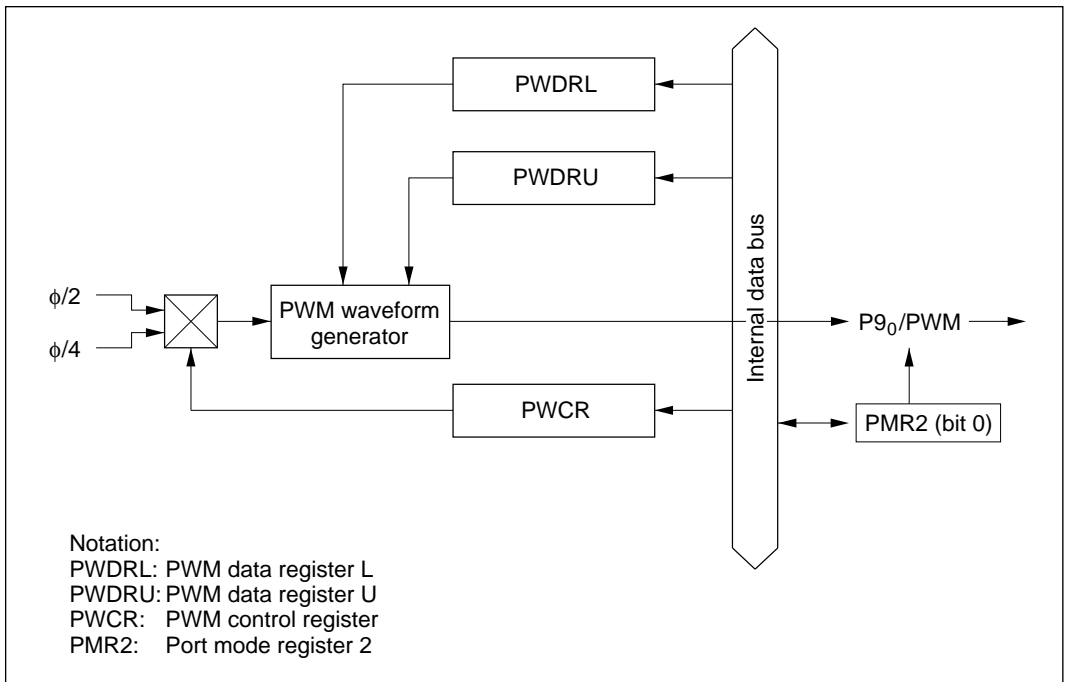 PWDRL
PWDRU
Internal data bus
ϕ/2
ϕ/4
PWM waveform
generator
P9₀/PWM
PWCR
PMR2 (bit 0)
Notation:
PWDRL: PWM data register L
PWDRU: PWM data register U
PWCR: PWM control register
PMR2: Port mode register 2